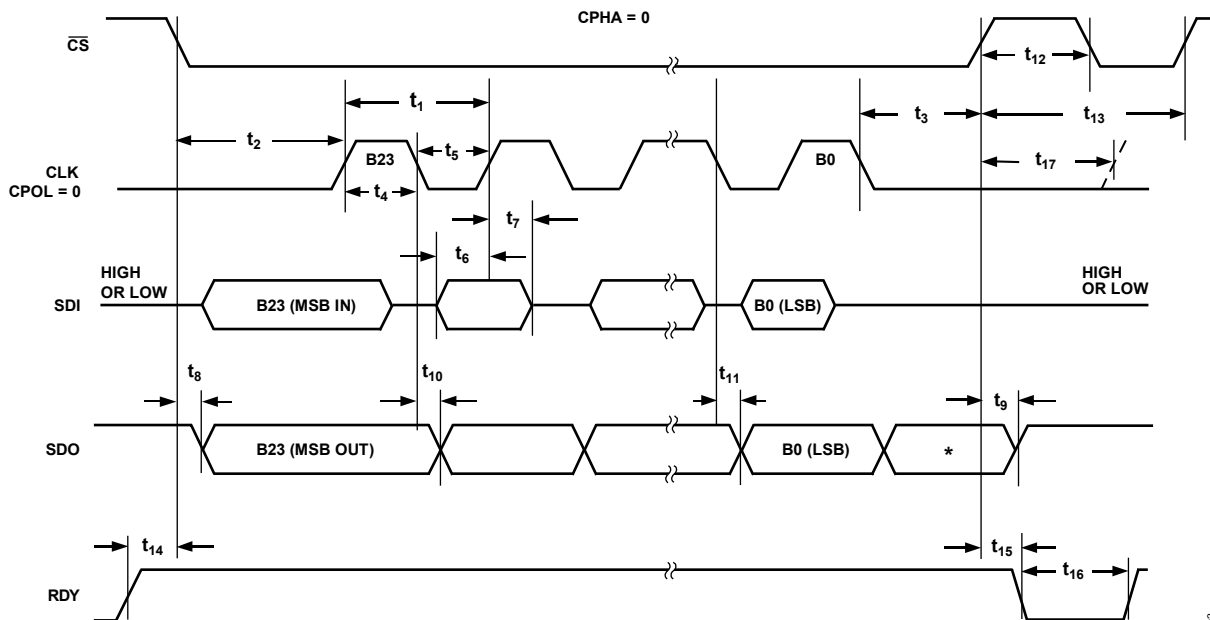 CPHA = 0
CS
t12
t1
t3
t13
t2
B23
t5
B0
t17
CLK
CPOL = 0
t4
t7
t6
HIGH
OR LOW
HIGH
OR LOW
SDI
B23 (MSB IN)
B0 (LSB)
t8
t10
t11
t9
SDO
B23 (MSB OUT)
B0 (LSB)
*
t14
t15
t16
RDY